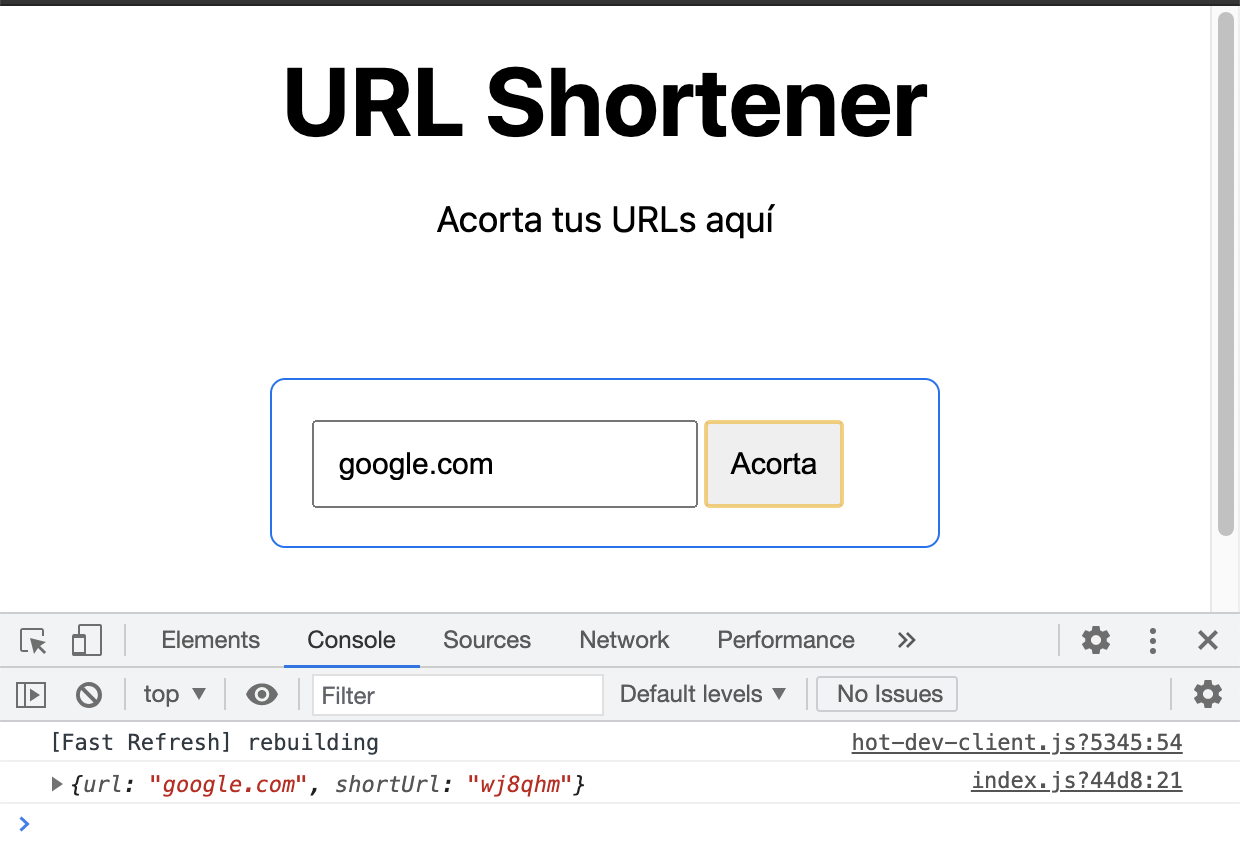 URL Shortener
Acorta tus URLs aquí
google.com Acorta
Elements Console Sources Network Performance
top Filter Default levels No Issues
[Fast Refresh] rebuilding hot-dev-client.js?5345:54
{url: "google.com", shortUrl: "wj8qhm"} index.js?44d8:21